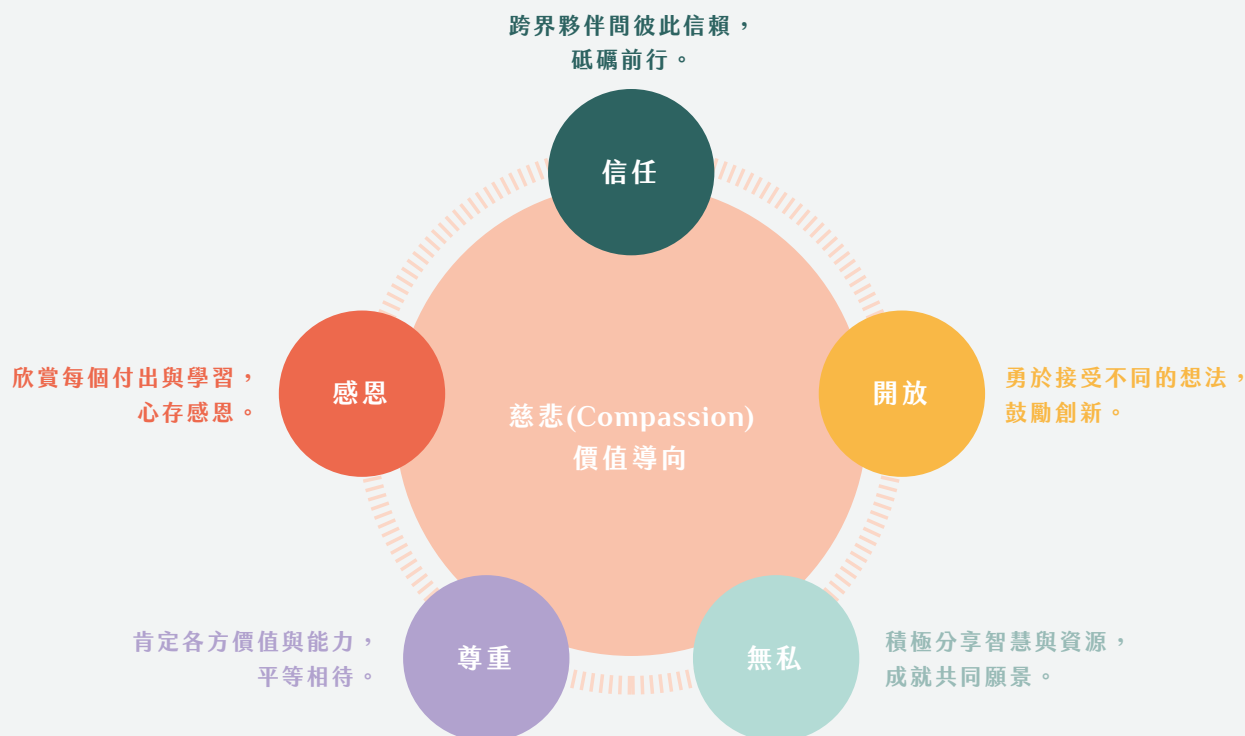 跨界夥伴間彼此信賴，
砥礪前行。
信任
感恩
欣賞每個付出與學習，
心存感恩。
開放
勇於接受不同的想法，
鼓勵創新。
慈悲(Compassion)
價值導向
尊重
肯定各方價值與能力，
平等相待。
無私
積極分享智慧與資源，
成就共同願景。